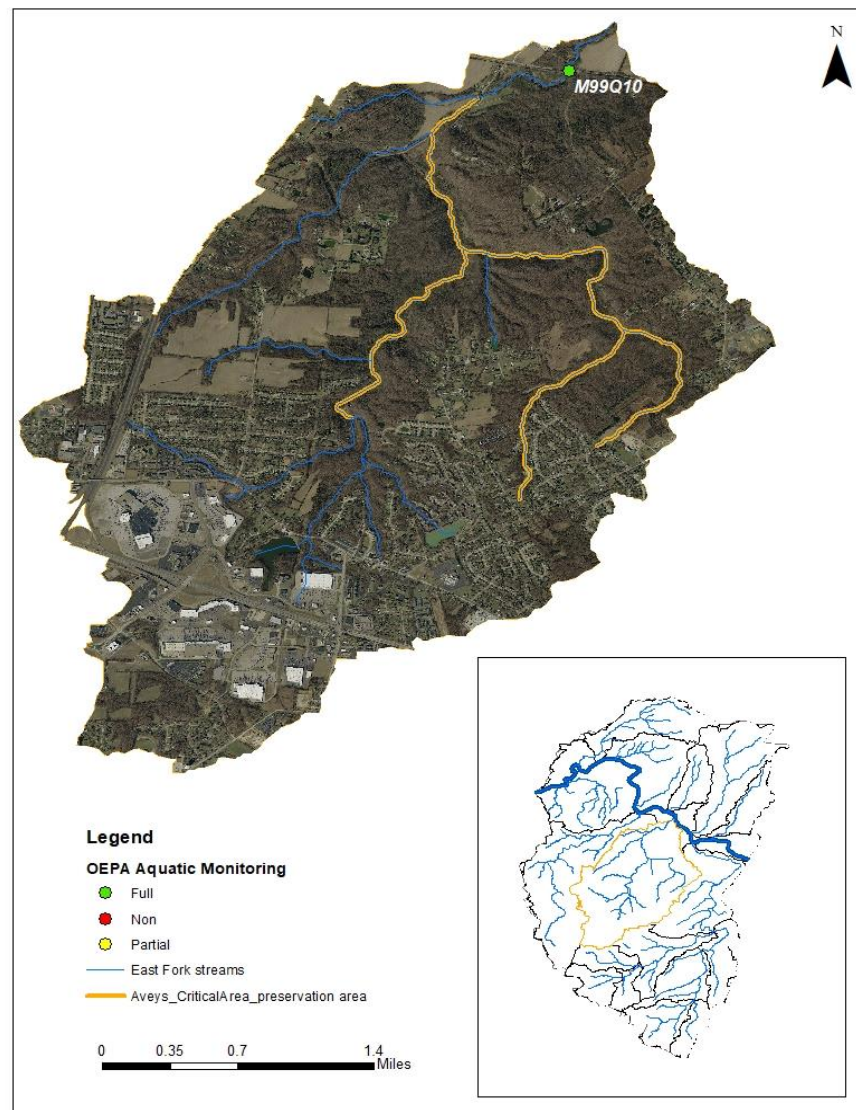 N
M99Q10
Legend
OEPA Aquatic Monitoring
Full
Non
Partial
East Fork streams
Aveys_CriticalArea_preservation area
0 0.35 0.7 1.4
Miles